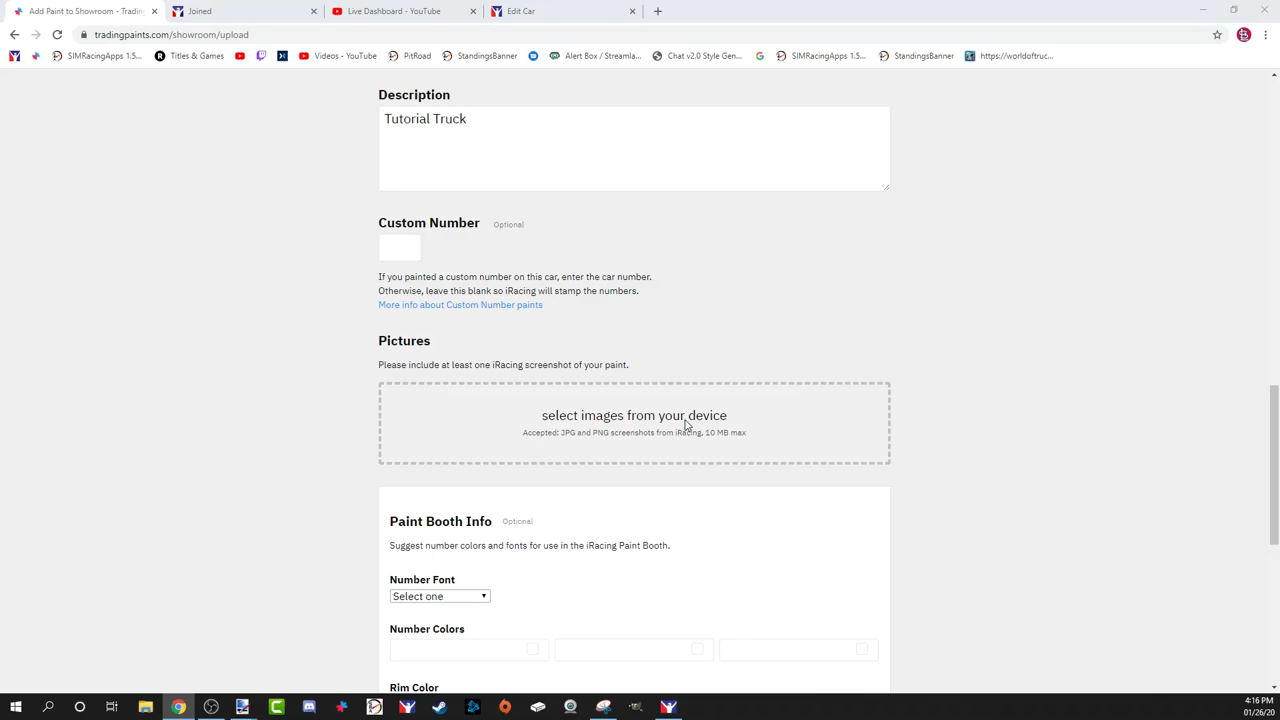 Add Paint to Showroom - Trading
Joined
Live Dashboard - YouTube
Edit Car
tradingpaints.com/showroom/upload
SIMRacingApps 1.5...
Titles & Games
Videos - YouTube
PitRoad
StandingsBanner
Alert Box / Streamla...
Chat v2.0 Style Gen...
SIMRacingApps 1.5...
StandingsBanner
https://worldoftruc...
Description
Tutorial Truck
Custom Number Optional
If you painted a custom number on this car, enter the car number.
Otherwise, leave this blank so iRacing will stamp the numbers.
More info about Custom Number paints
Pictures
Please include at least one iRacing screenshot of your paint.
select images from your device
Accepted: JPG and PNG screenshots from iRacing, 10 MB max
Paint Booth Info Optional
Suggest number colors and fonts for use in the iRacing Paint Booth.
Number Font
Select one
Number Colors
Rim Color
4:16 PM
01/26/20